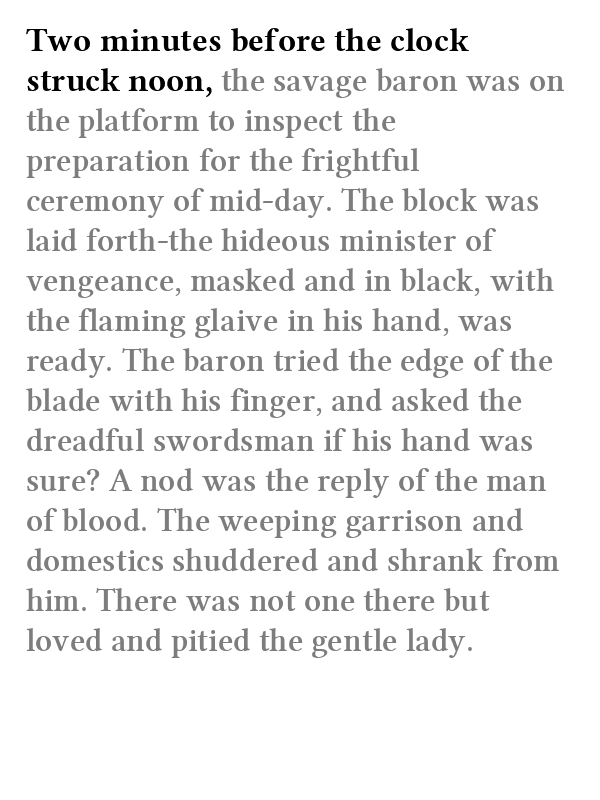 Two minutes before the clock
struck noon, the savage baron was on
the platform to inspect the
preparation for the frightful
ceremony of mid-day. The block was
laid forth-the hideous minister of
vengeance, masked and in black, with
the flaming glaive in his hand, was
ready. The baron tried the edge of the
blade with his finger, and asked the
dreadful swordsman if his hand was
sure? A nod was the reply of the man
of blood. The weeping garrison and
domestics shuddered and shrank from
him. There was not one there but
loved and pitied the gentle lady.